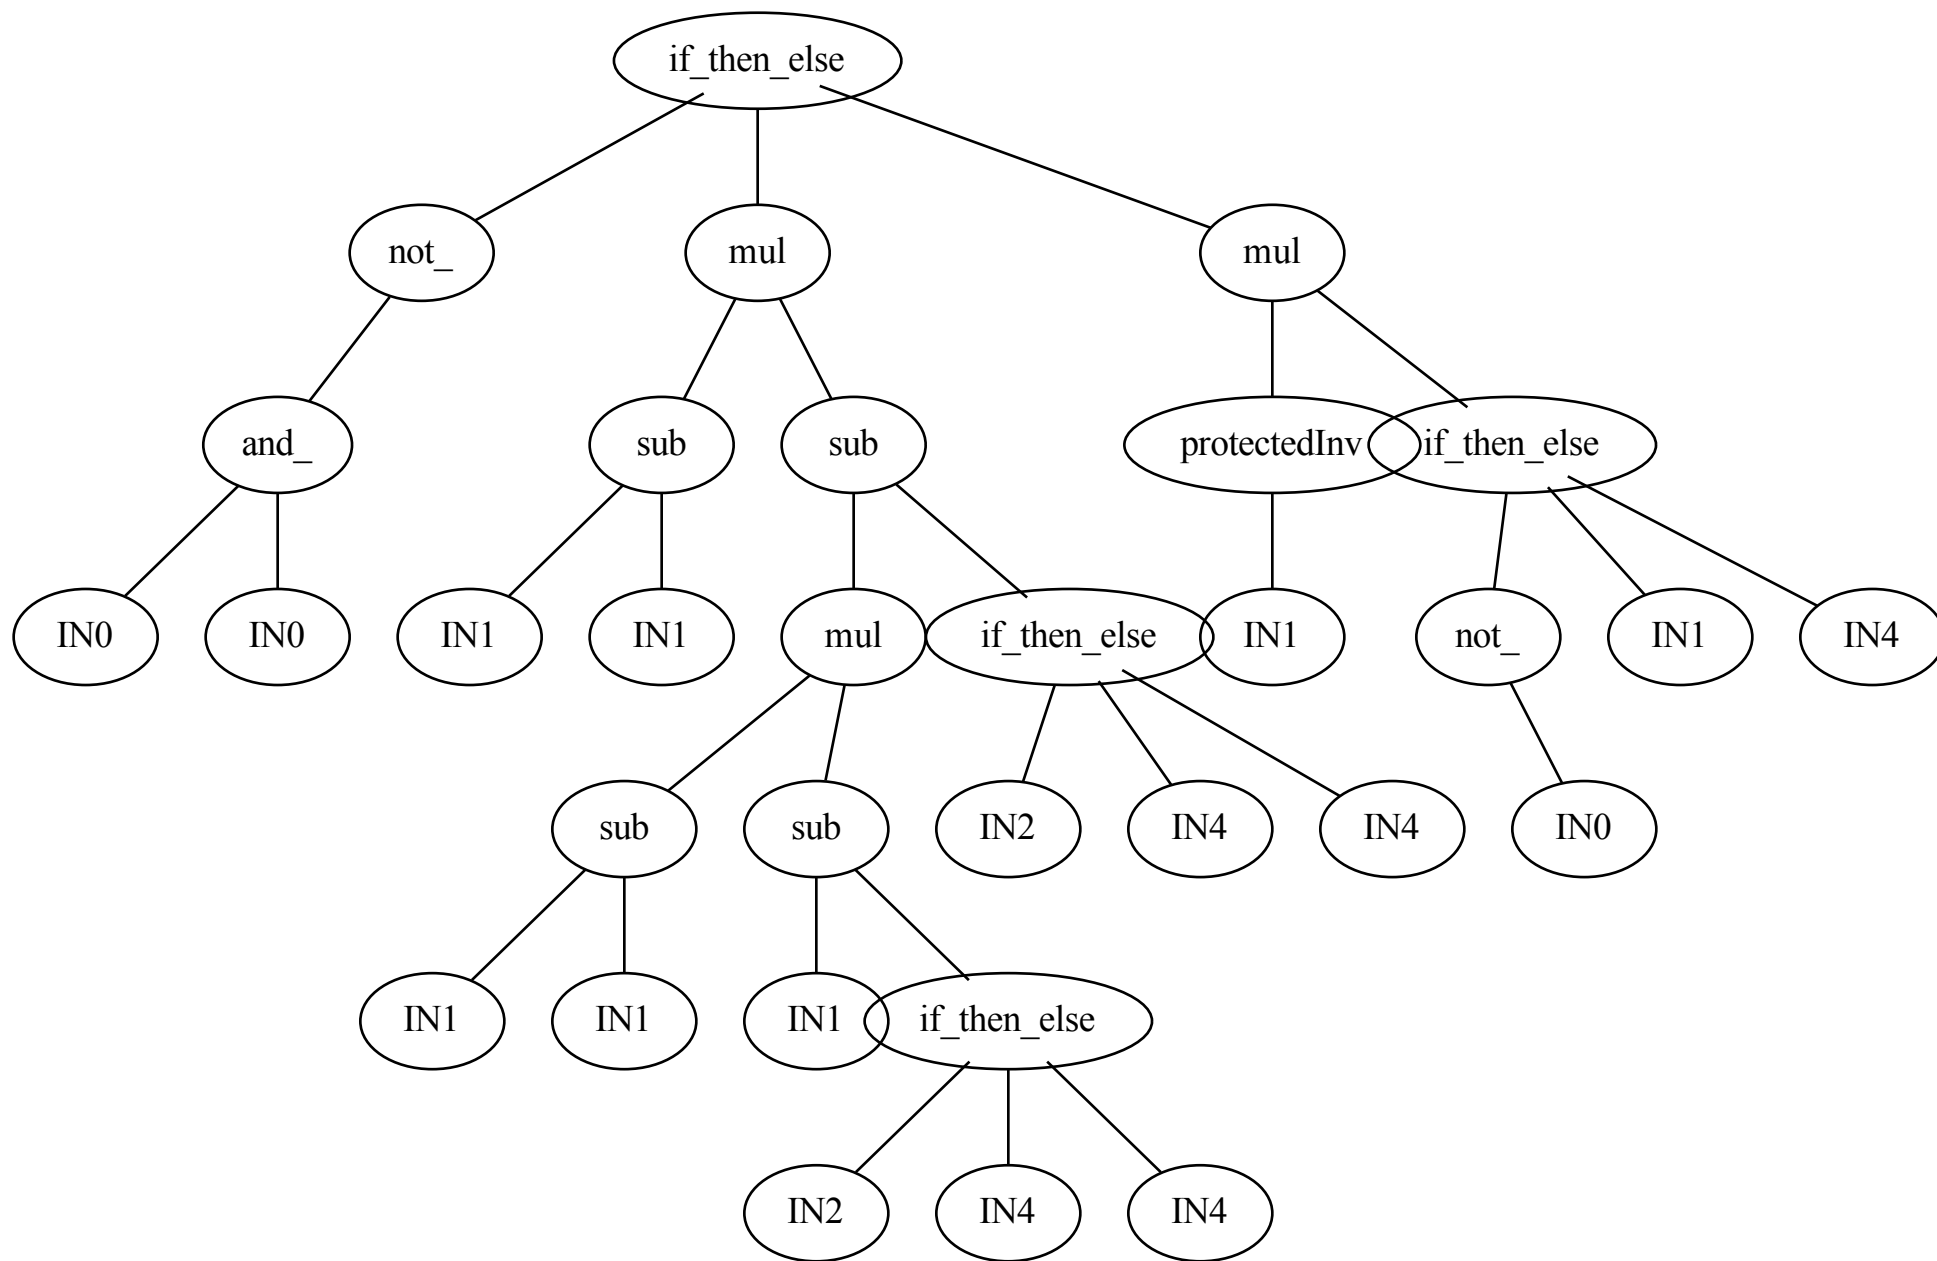 if_then_else
not_ mul mul
and_ sub sub protectedInv if_then_else
IN0 IN0 IN1 IN1 mul if_then_else IN1 not_ IN1 IN4
sub sub IN2 IN4 IN4 IN0
IN1 IN1 IN1 if_then_else
IN2 IN4 IN4